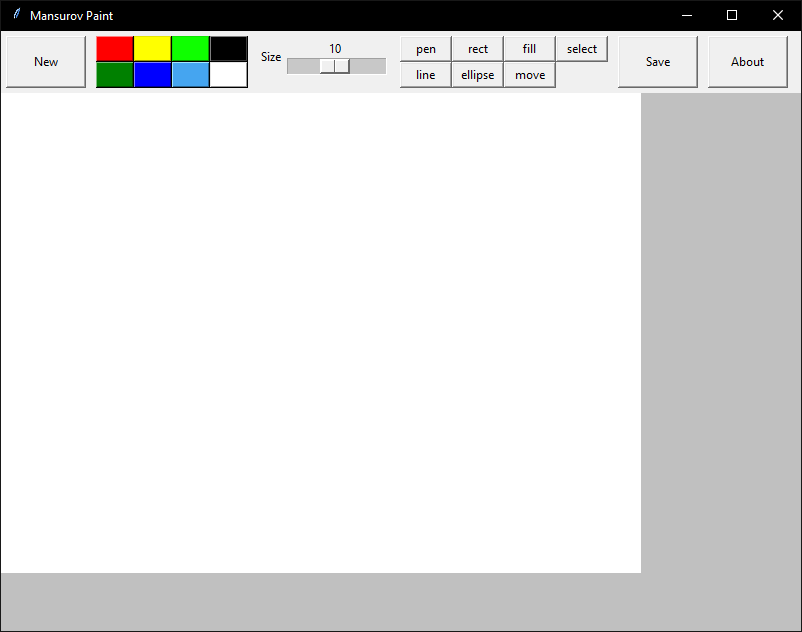 Mansurov Paint
New
Size
10
pen rect fill select
line ellipse move
Save
About